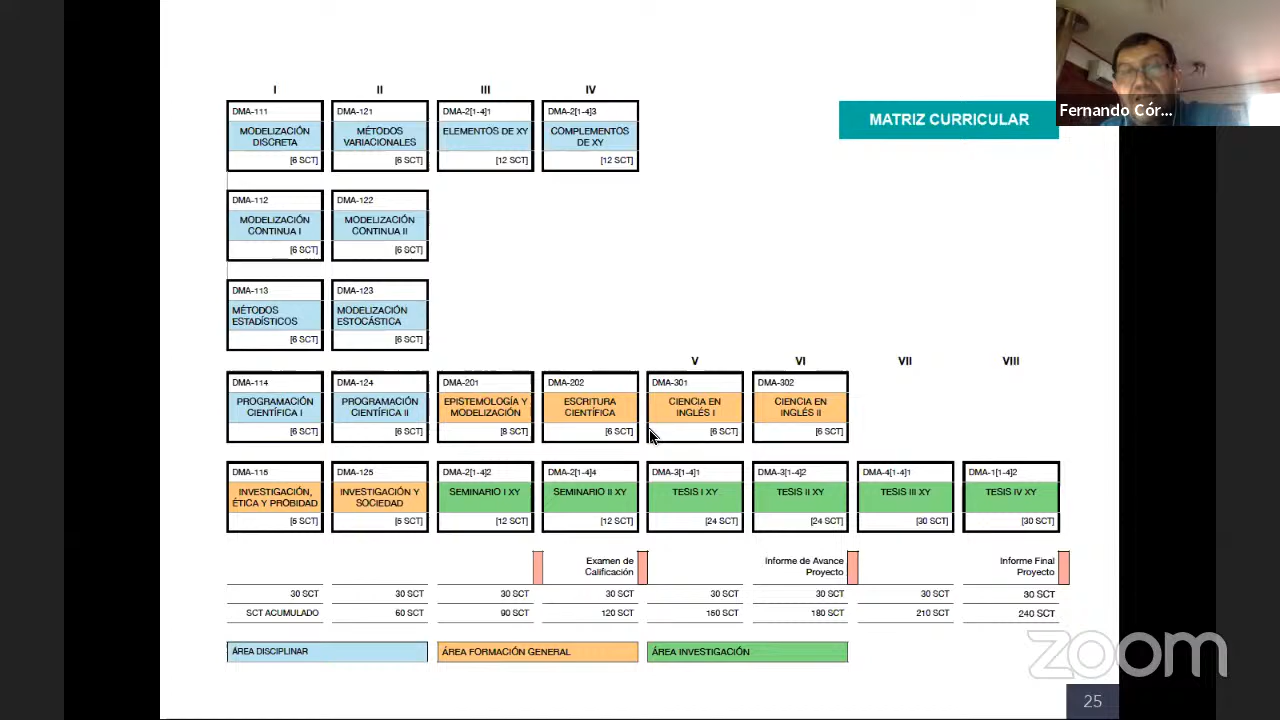 I II III IV
MATRIZ CURRICULAR
Fernando Cór...
DMA-111 DMA-121 DMA-2[1-4]1 DMA-2[1-4]3
MODELIZACIÓN MÉTODOS ELEMENTOS DE XY COMPLEMENTOS
DISCRETA VARIACIONALES DE XY
[6 SCT] [6 SCT] [12 SCT] [12 SCT]
DMA-112 DMA-122
MODELIZACIÓN MODELIZACIÓN
CONTINUA I CONTINUA II
[6 SCT] [6 SCT]
DMA-113 DMA-123
MÉTODOS MODELIZACIÓN
ESTADÍSTICOS ESTOCÁSTICA
[6 SCT] [6 SCT]
V VI VII VIII
DMA-114 DMA-124 DMA-201 DMA-202 DMA-301 DMA-302
PROGRAMACIÓN PROGRAMACIÓN EPISTEMOLOGÍA Y ESCRITURA CIENCIA EN CIENCIA EN
CIENTÍFICA I CIENTÍFICA II MODELIZACIÓN CIENTÍFICA INGLÉS I INGLÉS II
[6 SCT] [6 SCT] [6 SCT] [6 SCT] [6 SCT]
DMA-115 DMA-125 DMA-2[1-4]2 DMA-2[1-4]4 DMA-3[1-4]1 DMA-3[1-4]2 DMA-4[1-4]1 DMA-1[1-4]2
INVESTIGACIÓN, INVESTIGACIÓN Y SEMINARIO I XY SEMINARIO II XY TESIS I XY TESIS II XY TESIS III XY TESIS IV XY
ÉTICA Y PROBIDAD SOCIEDAD
[12 SCT] [12 SCT] [24 SCT] [24 SCT] [30 SCT] [30 SCT]
Examen de Informe de Avance Informe Final
Calificación Proyecto Proyecto
30 SCT 30 SCT 30 SCT 30 SCT 30 SCT 30 SCT 30 SCT 30 SCT
SCT ACUMULADO 60 SCT 90 SCT 120 SCT 150 SCT 180 SCT 210 SCT 240 SCT
ÁREA DISCIPLINAR ÁREA FORMACIÓN GENERAL ÁREA INVESTIGACIÓN
zoom
25